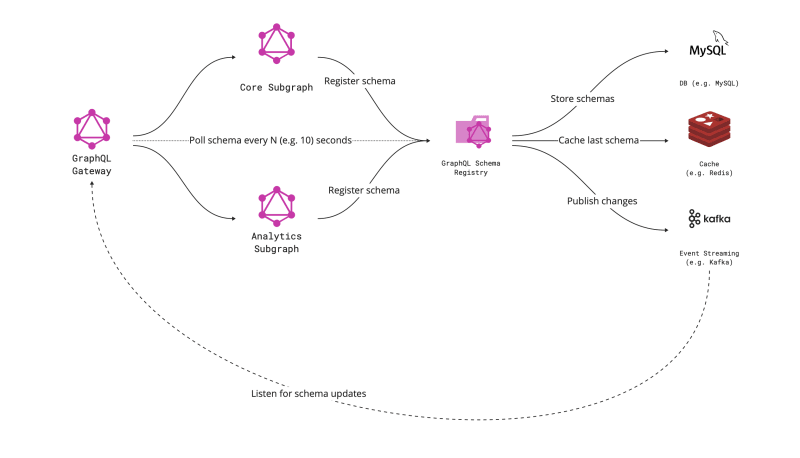 MySQL
Core Subgraph
Register schema
DB (e.g. MySQL)
Store schemas
GraphQL
Gateway
Poll schema every N (e.g. 10) seconds
GraphQL Schema
Registry
Cache last schema
Cache
(e.g. Redis)
Register schema
Analytics
Subgraph
Publish changes
kafka
Event Streaming
(e.g. Kafka)
Listen for schema updates